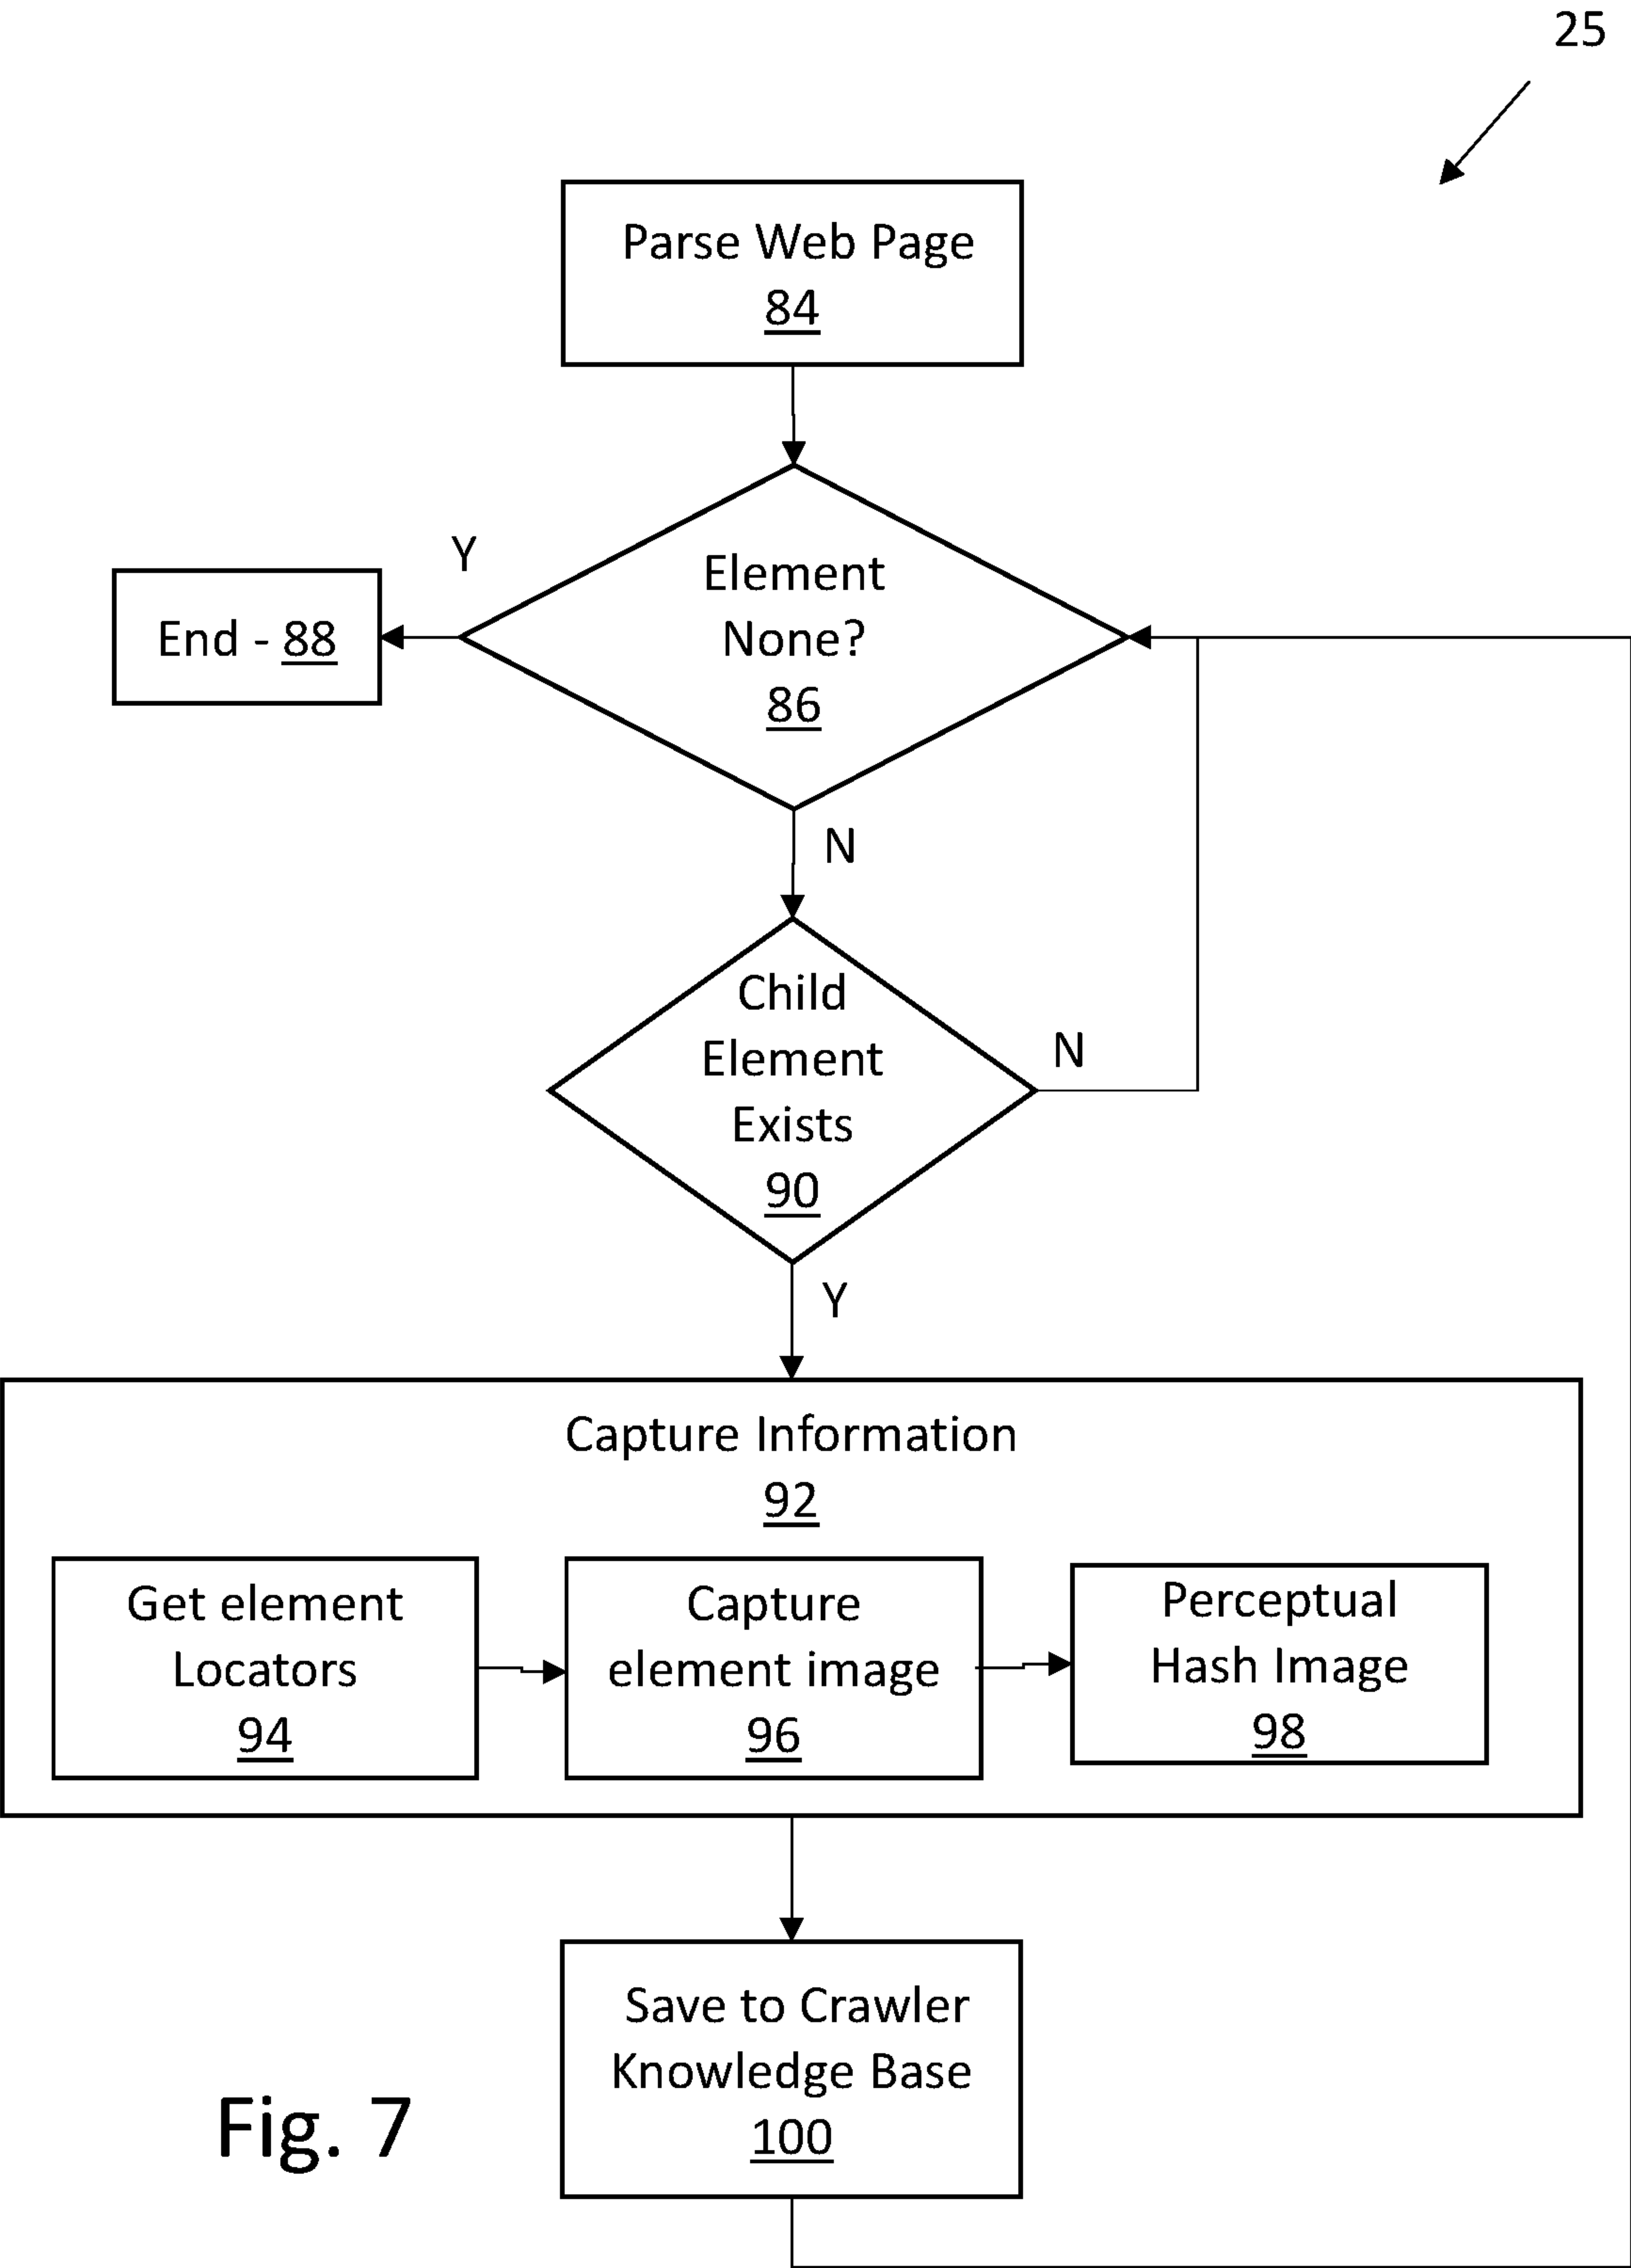 25
Parse Web Page
84
Y
Element
None?
86
End - 88
N
Child
Element
Exists
90
N
Y
Capture Information
92
Get element
Locators
94
Capture
element image
96
Perceptual
Hash Image
98
Save to Crawler
Knowledge Base
100
Fig. 7